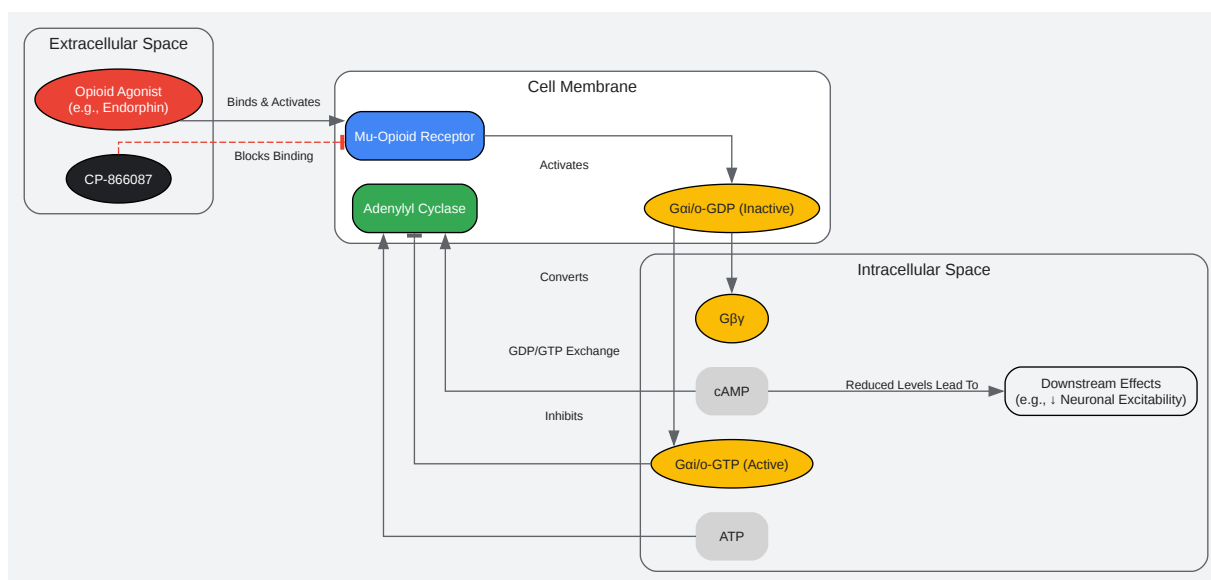 Extracellular Space
Opioid Agonist
(e.g., Endorphin)
CP-866087
Binds & Activates
Blocks Binding
Cell Membrane
Mu-Opioid Receptor
Adenylyl Cyclase
Activates
Gαi/o-GDP (Inactive)
Converts
GDP/GTP Exchange
Inhibits
Intracellular Space
Gβγ
cAMP
Reduced Levels Lead To
Downstream Effects
(e.g., ↓ Neuronal Excitability)
Gαi/o-GTP (Active)
ATP